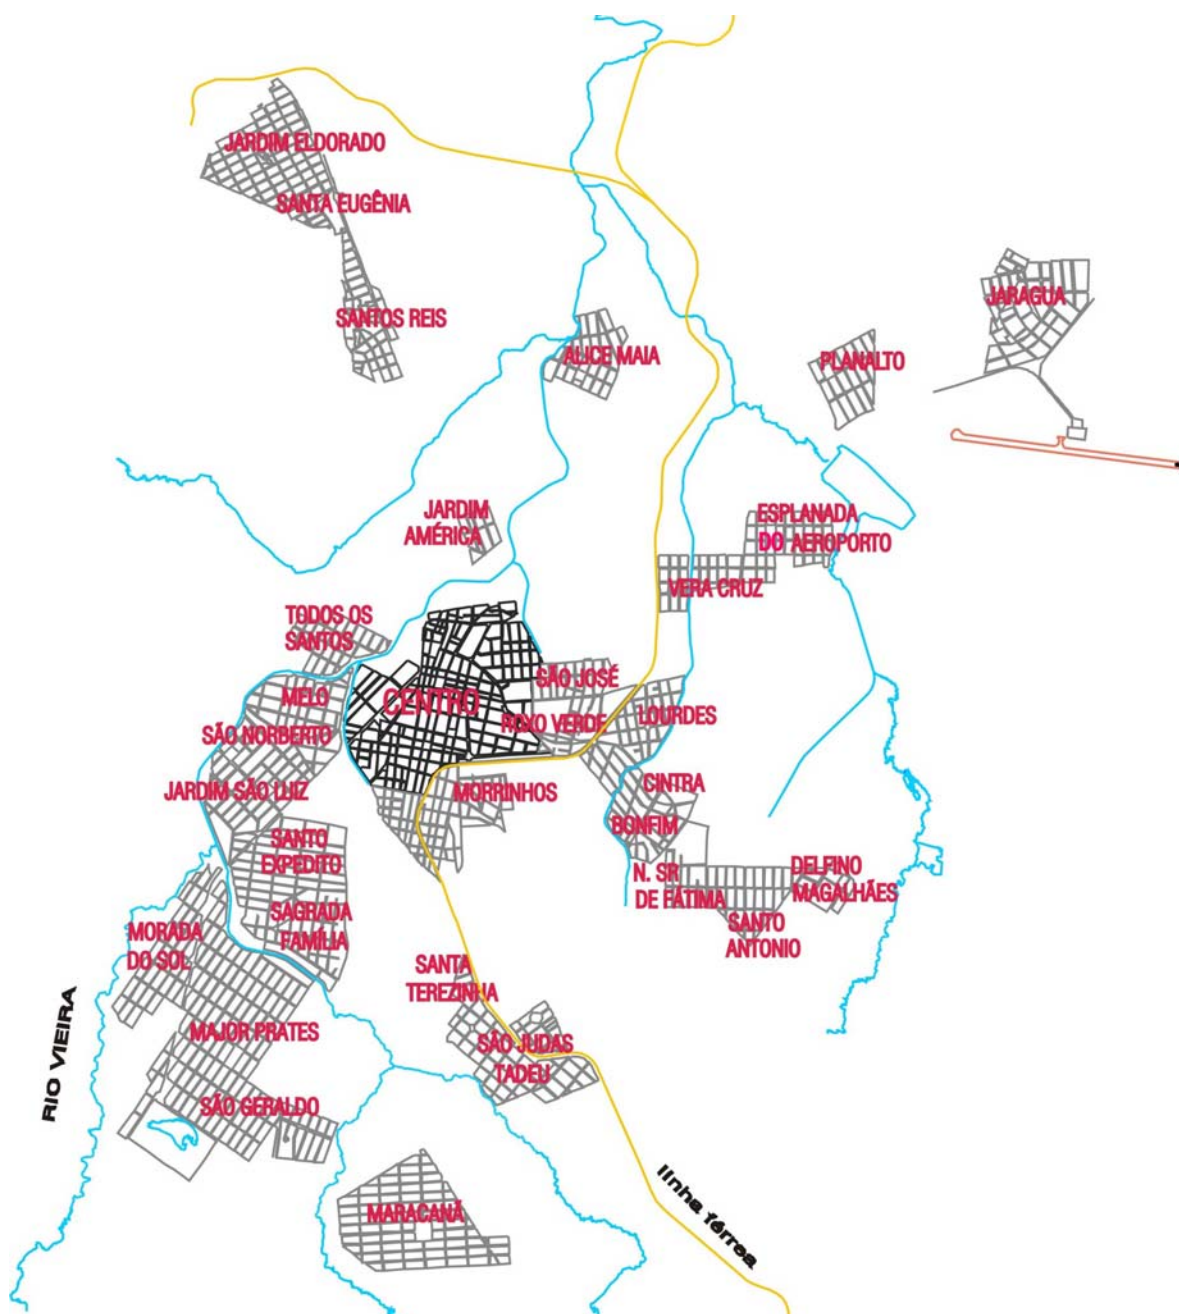 JARDIM ELDORADO
SANTA EUGÊNIA
SANTOS REIS
JARAGUA
ALICE MAIA
PLANALTO
JARDIM
AMÉRICA
ESPLANADA
DO AEROPORTO
VERA CRUZ
TODOS OS
SANTOS
MELO
CENTRO
SÃO JOSÉ
ROXO VERDE
LOURDES
SÃO NORBERTO
JARDIM SÃO LUIZ
MORRINHOS
CINTRA
BONFIM
SANTO
EXPEDITO
N. SR
DE FÁTIMA
DELFINO
MAGALHÃES
SANTO
ANTONIO
SAGRADA
FAMÍLIA
MORADA
DO SOL
SANTA
TEREZINHA
MAJOR PRATES
SÃO JUDAS
TADEU
RIO VIEIRA
SÃO GERALDO
MARACANÃ
linha férrea